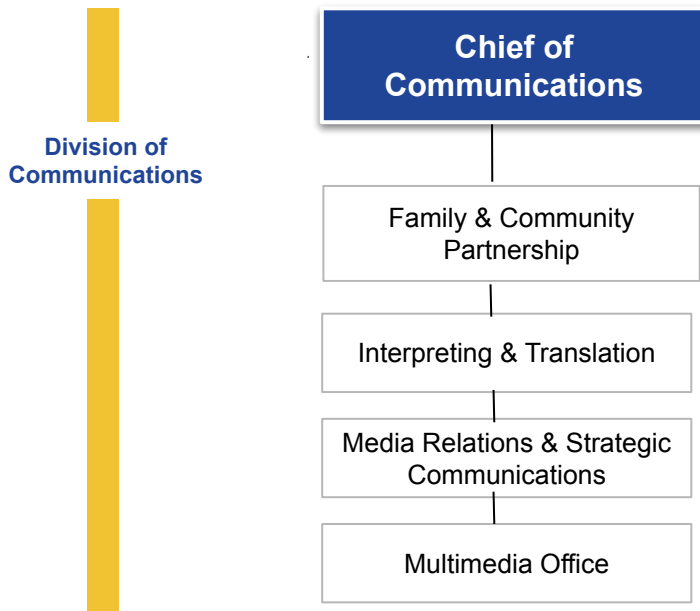 Chief of
Communications
Division of
Communications
Family & Community
Partnership
Interpreting & Translation
Media Relations & Strategic
Communications
Multimedia Office